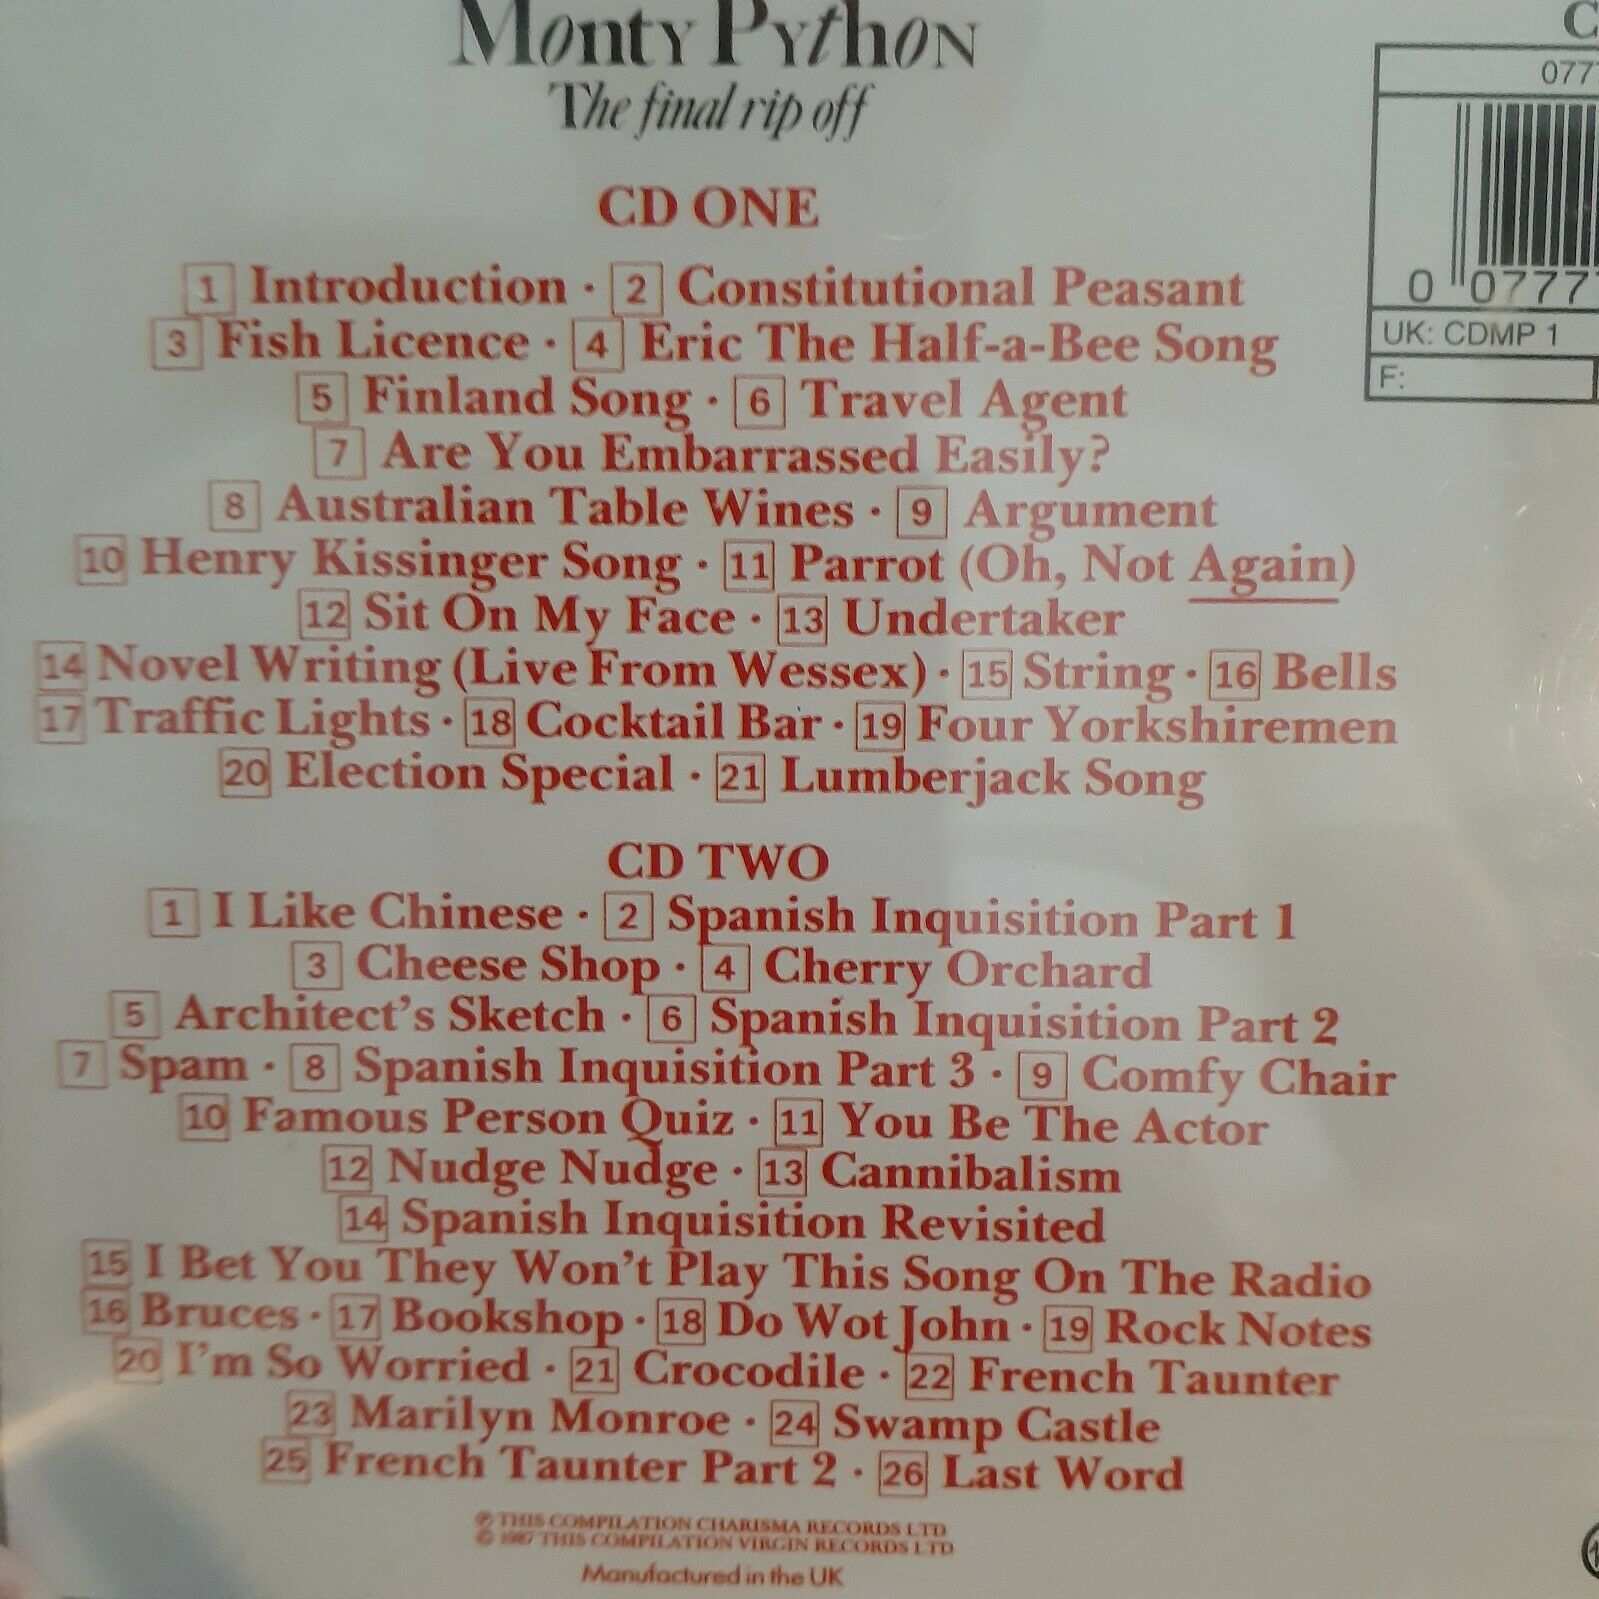 Monty Python
The final rip off
CD ONE
1 Introduction · 2 Constitutional Peasant
3 Fish Licence · 4 Eric The Half-a-Bee Song
5 Finland Song · 6 Travel Agent
7 Are You Embarrassed Easily?
8 Australian Table Wines · 9 Argument
10 Henry Kissinger Song · 11 Parrot (Oh, Not Again)
12 Sit On My Face · 13 Undertaker
14 Novel Writing (Live From Wessex) · 15 String · 16 Bells
17 Traffic Lights · 18 Cocktail Bar · 19 Four Yorkshiremen
20 Election Special · 21 Lumberjack Song
CD TWO
1 I Like Chinese · 2 Spanish Inquisition Part 1
3 Cheese Shop · 4 Cherry Orchard
5 Architect's Sketch · 6 Spanish Inquisition Part 2
7 Spam · 8 Spanish Inquisition Part 3 · 9 Comfy Chair
10 Famous Person Quiz · 11 You Be The Actor
12 Nudge Nudge · 13 Cannibalism
14 Spanish Inquisition Revisited
15 I Bet You They Won't Play This Song On The Radio
16 Bruces · 17 Bookshop · 18 Do Wot John · 19 Rock Notes
20 I'm So Worried · 21 Crocodile · 22 French Taunter
23 Marilyn Monroe · 24 Swamp Castle
25 French Taunter Part 2 · 26 Last Word
℗ THIS COMPILATION CHARISMA RECORDS LTD
© 1987 THIS COMPILATION VIRGIN RECORDS LTD
Manufactured in the UK
C
077
0 0777
UK: CDMP 1
F: